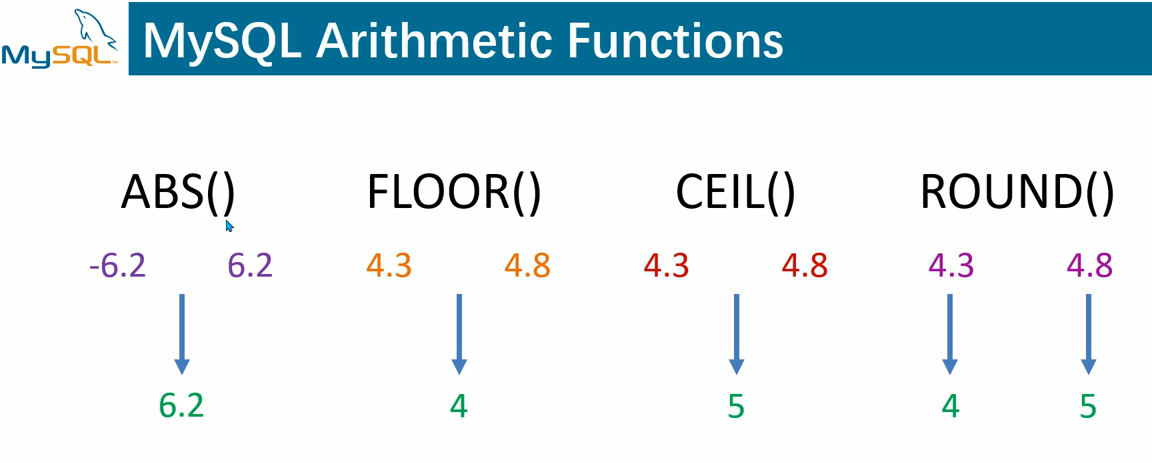 MySQL™
MySQL Arithmetic Functions
ABS() FLOOR() CEIL() ROUND()
-6.2 6.2 4.3 4.8 4.3 4.8 4.3 4.8
6.2 4 5 4 5